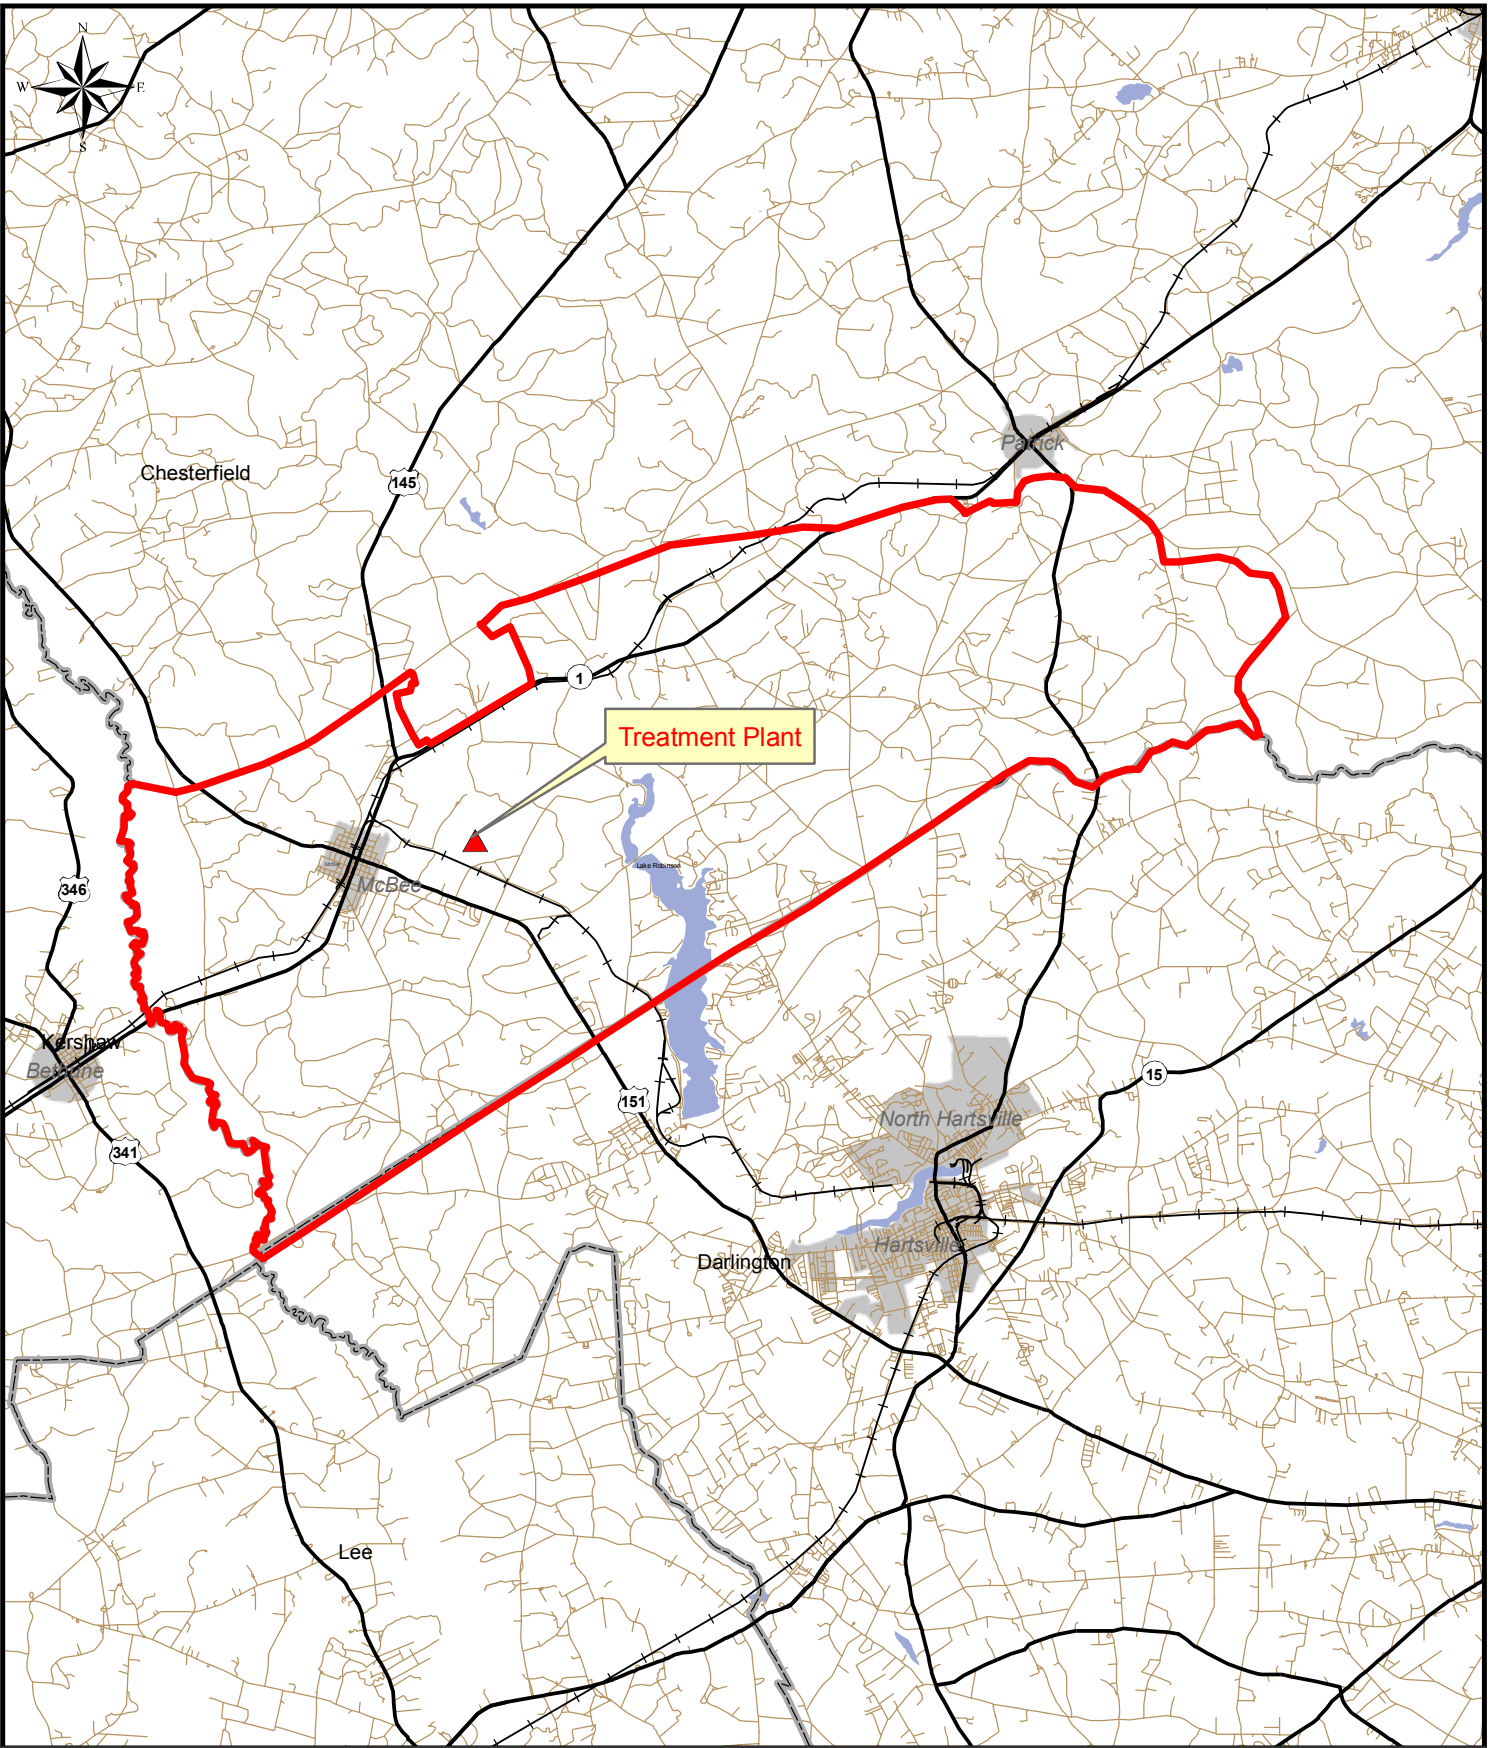 N
W E
S
Patrick
Chesterfield
145
1
Treatment Plant
McBee
Lake Robinson
McBee
346
Kershaw
Bethune
15
151
North Hartsville
341
Hartsville
Darlington
Lee